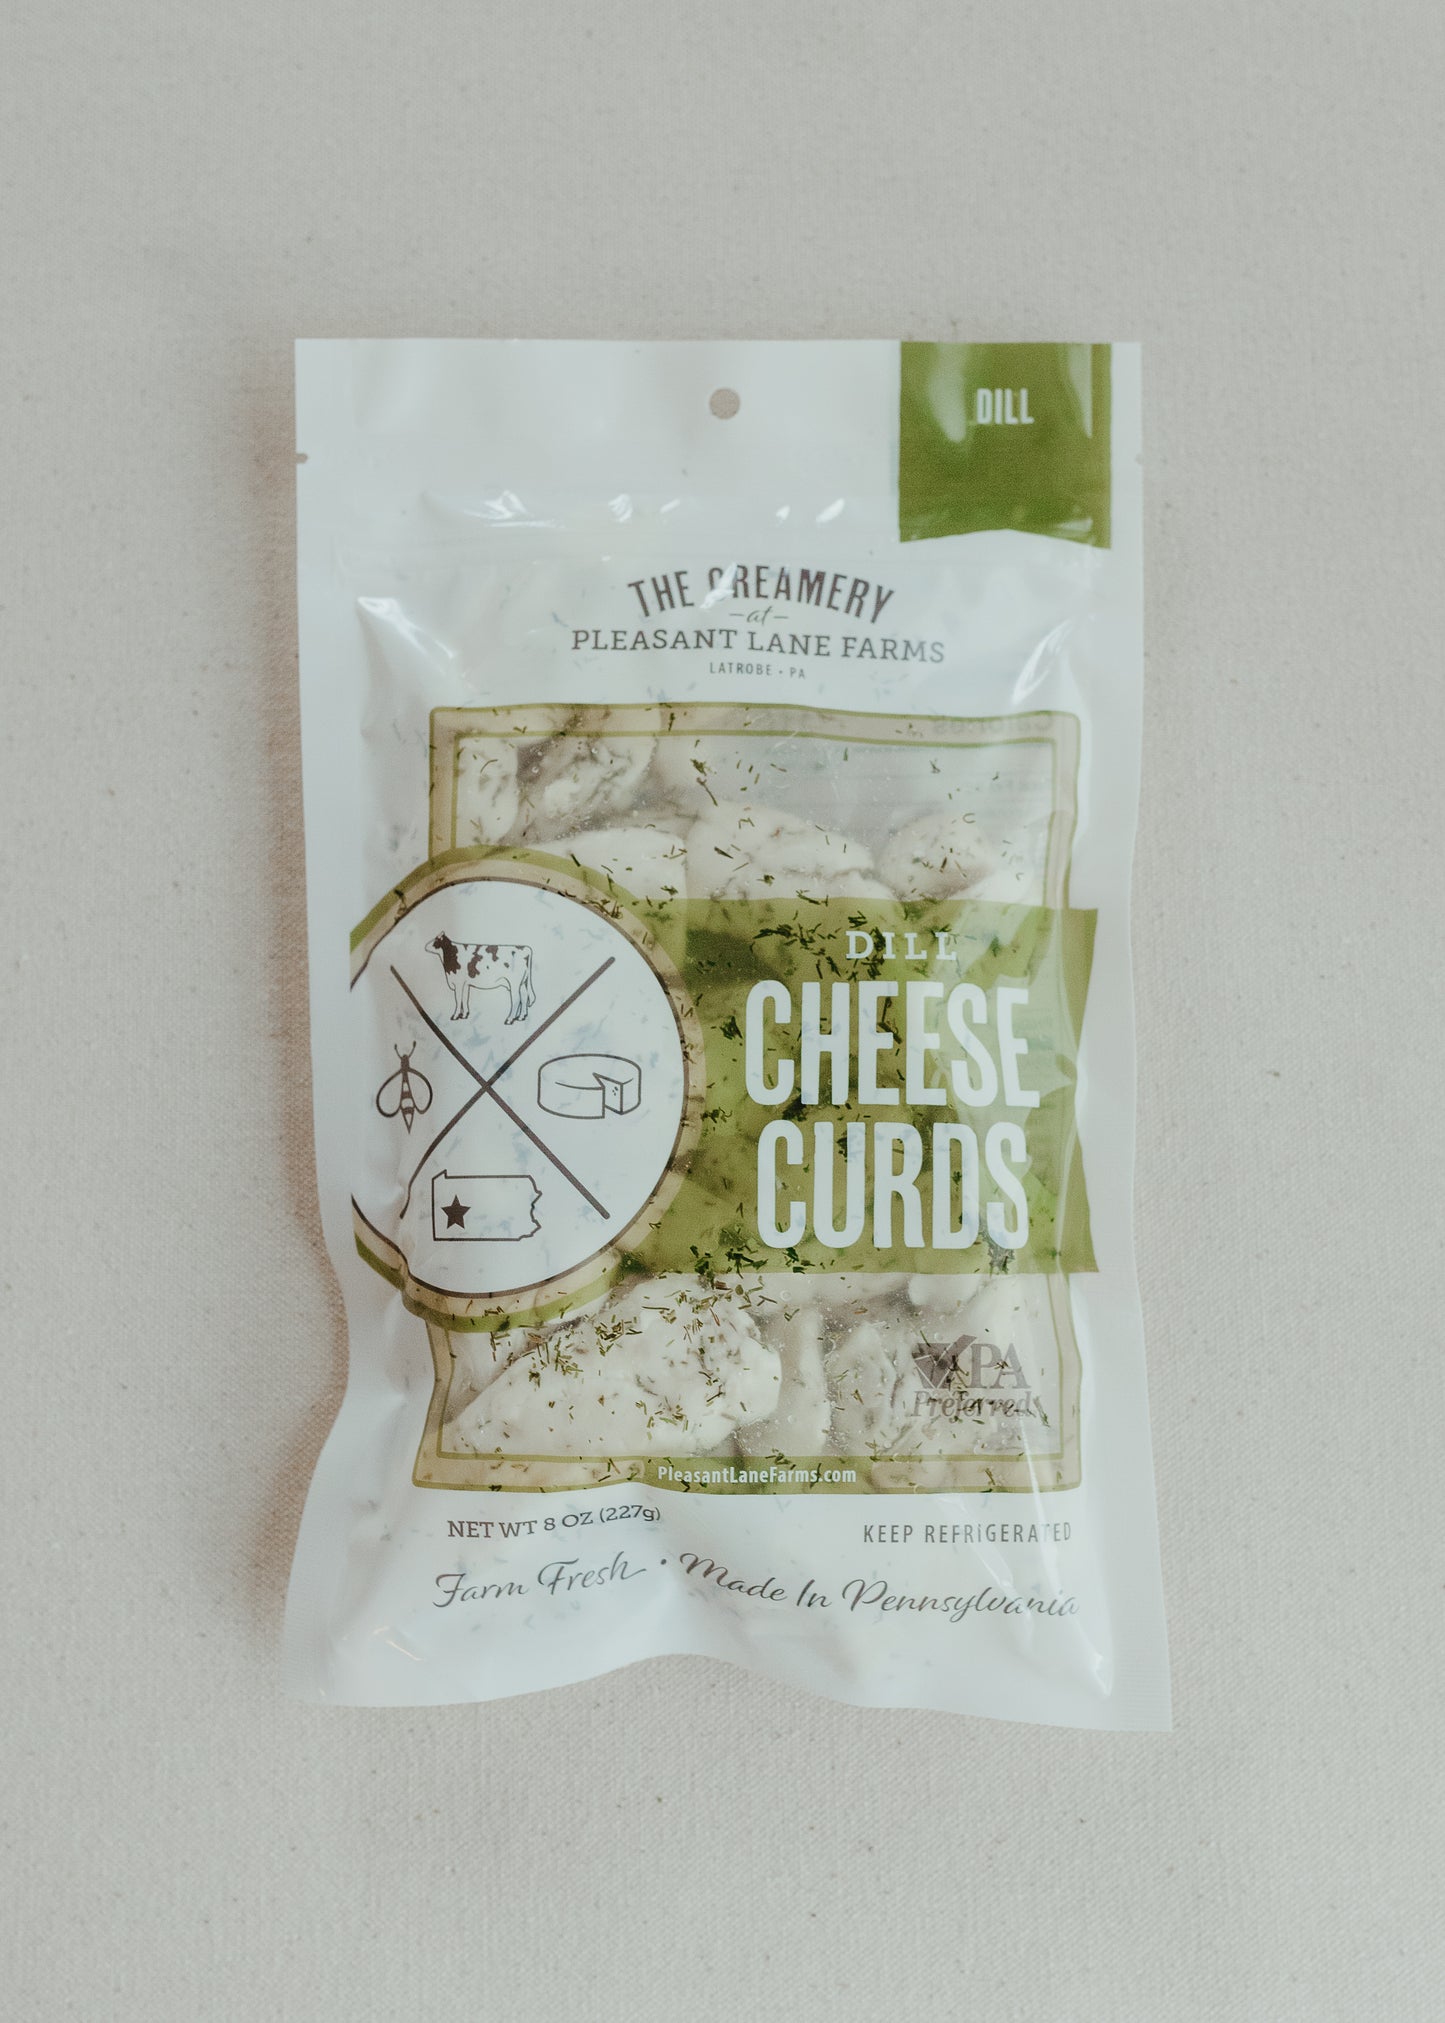 DILL
THE CREAMERY
at
PLEASANT LANE FARMS
LATROBE • PA
DILL
CHEESE
CURDS
PA
Preferred
PleasantLaneFarms.com
NET WT 8 OZ (227g)
KEEP REFRIGERATED
Farm Fresh • Made In Pennsylvania